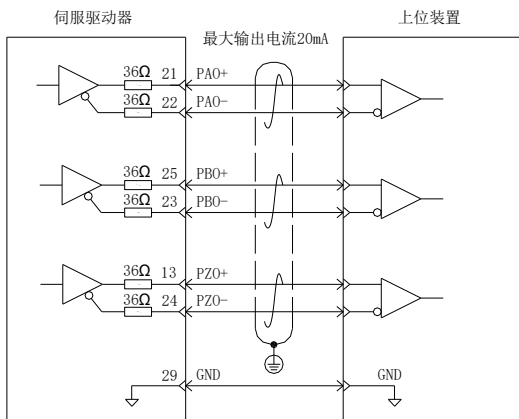 伺服驱动器
上位装置
最大输出电流20mA
36Ω 21 PAO+
36Ω 22 PAO-
36Ω 25 PBO+
36Ω 23 PBO-
36Ω 13 PZO+
36Ω 24 PZO-
29 GND GND